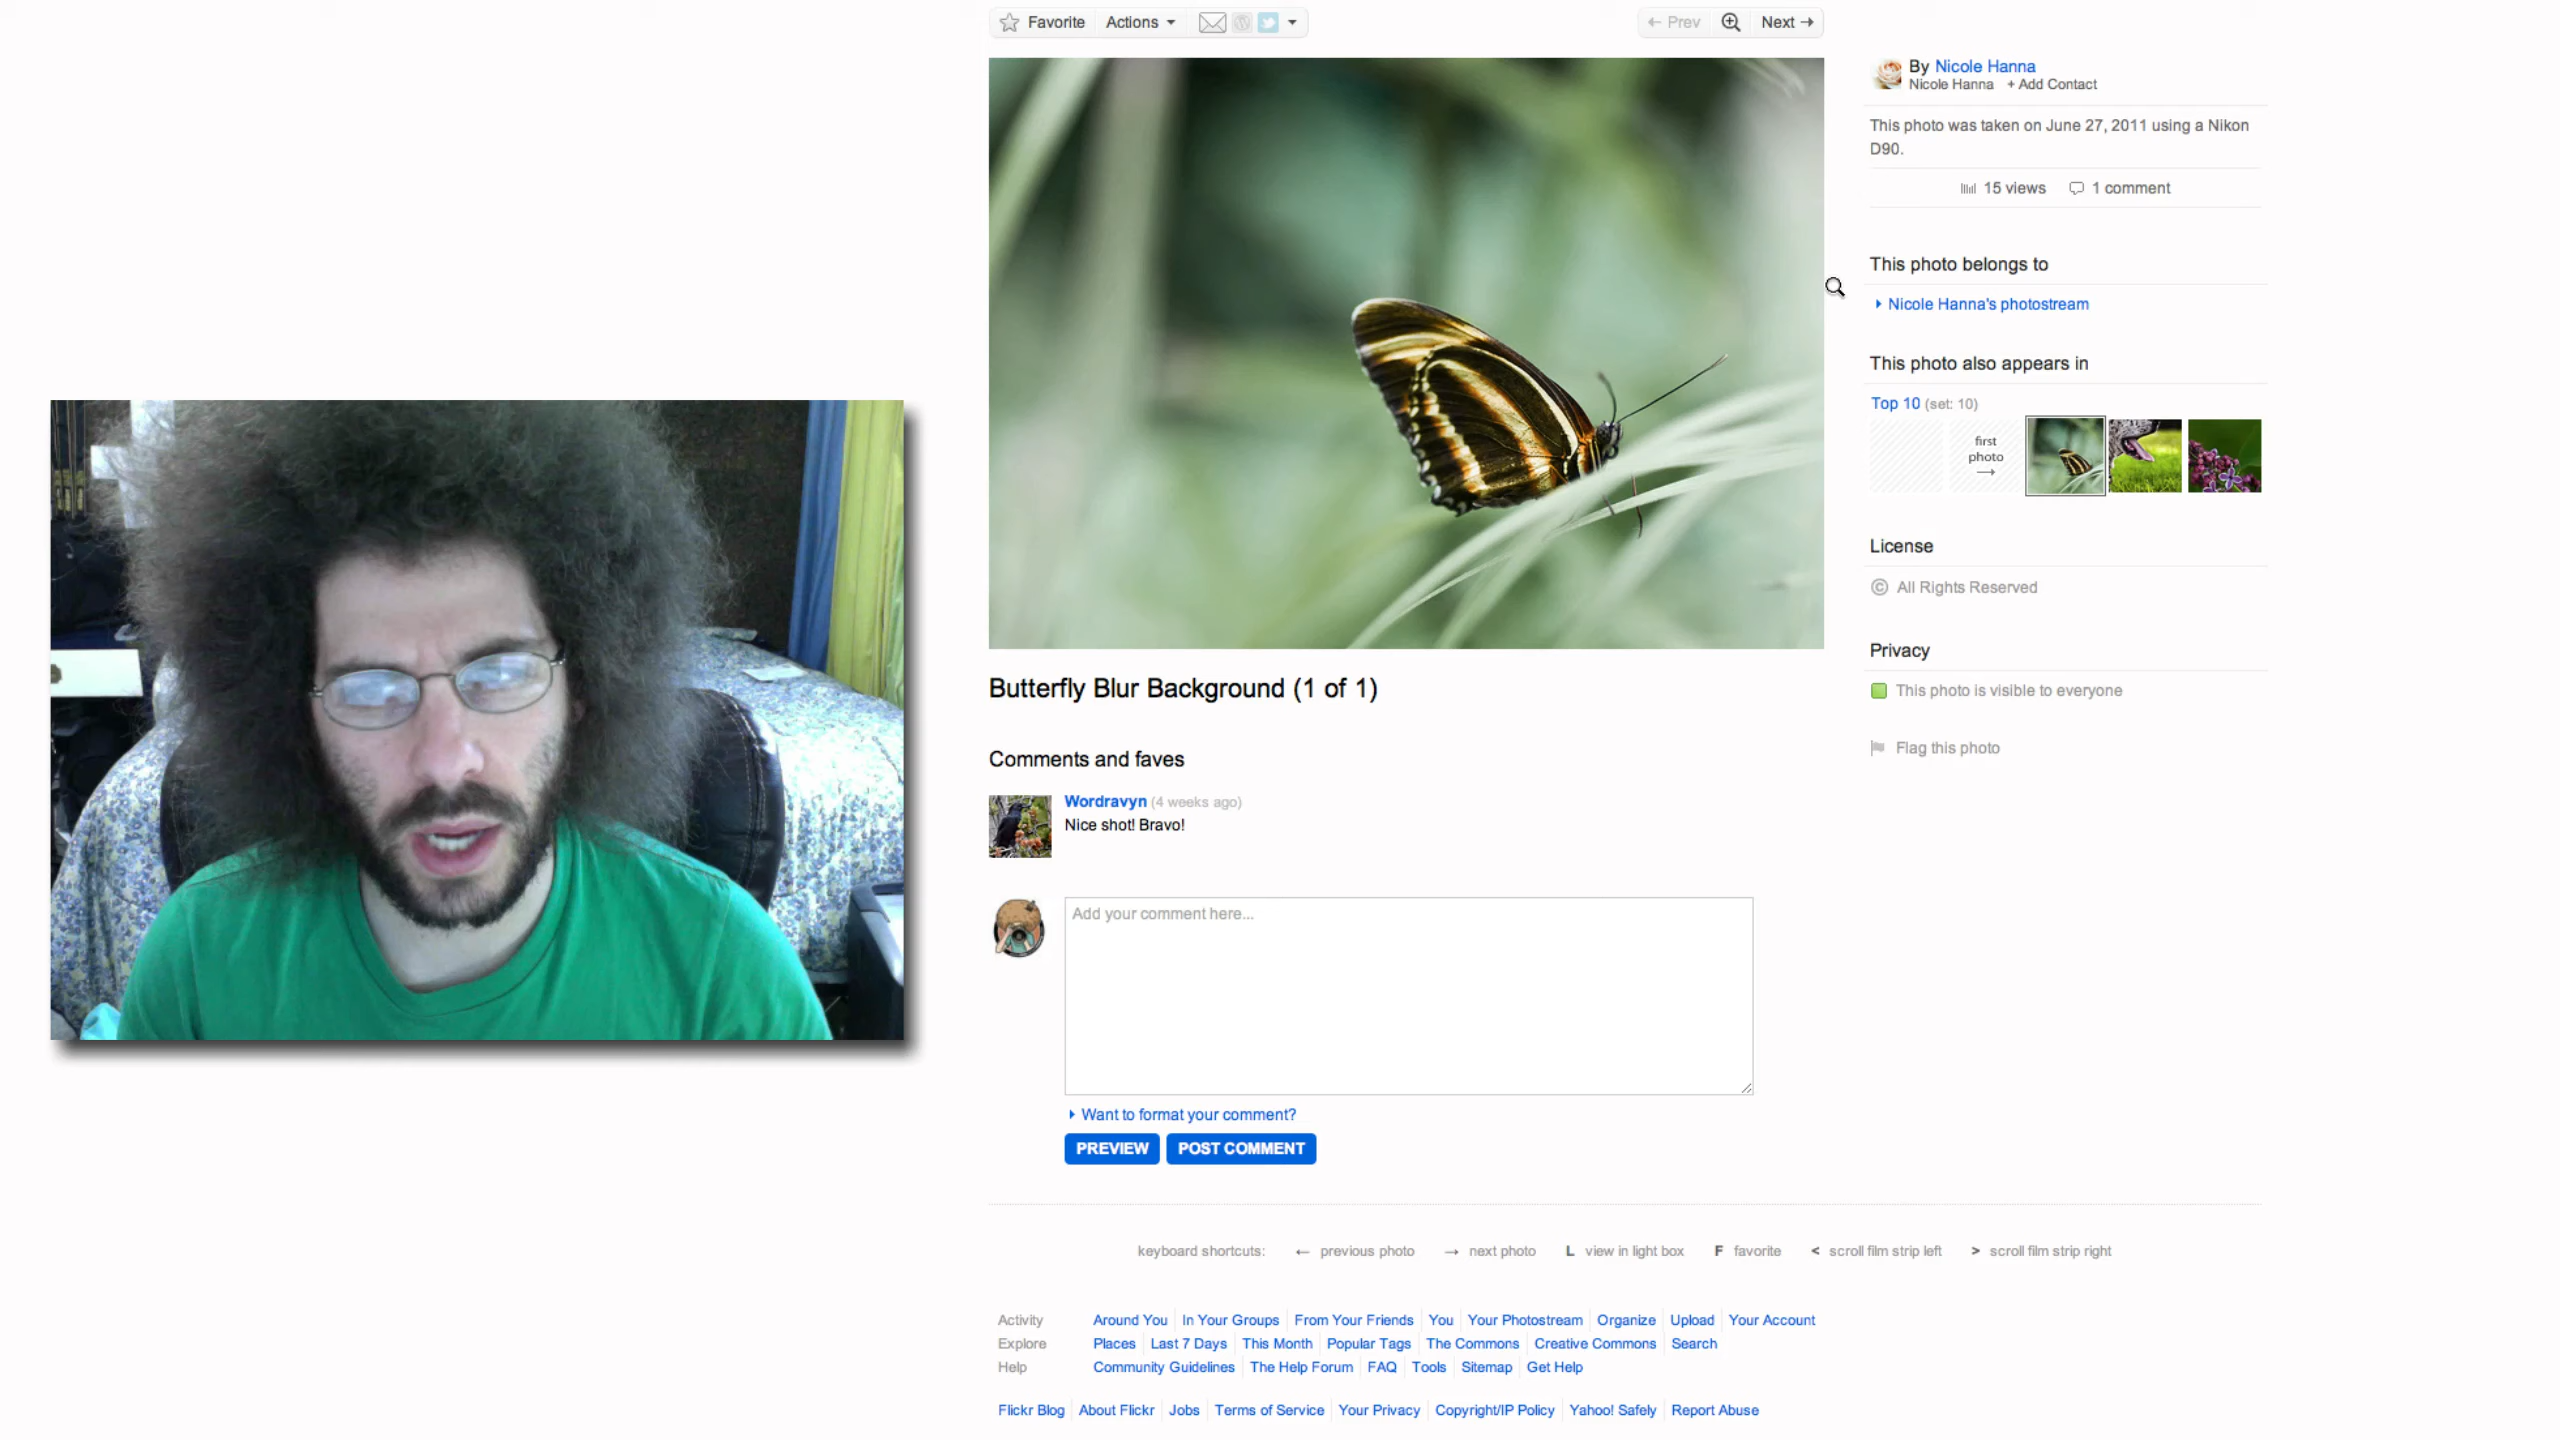 Favorite Actions
← Prev Next →
By Nicole Hanna
Nicole Hanna + Add Contact
This photo was taken on June 27, 2011 using a Nikon
D90.
15 views 1 comment
This photo belongs to
Nicole Hanna's photostream
This photo also appears in
Top 10 (set: 10)
first
photo
→
License
© All Rights Reserved
Privacy
This photo is visible to everyone
Flag this photo
Butterfly Blur Background (1 of 1)
Comments and faves
Wordravyn (4 weeks ago)
Nice shot! Bravo!
Add your comment here...
Want to format your comment?
PREVIEW POST COMMENT
keyboard shortcuts: ← previous photo → next photo L view in light box F favorite < scroll film strip left > scroll film strip right
Activity Around You In Your Groups From Your Friends You Your Photostream Organize Upload Your Account
Explore Places Last 7 Days This Month Popular Tags The Commons Creative Commons Search
Help Community Guidelines The Help Forum FAQ Tools Sitemap Get Help
Flickr Blog About Flickr Jobs Terms of Service Your Privacy Copyright/IP Policy Yahoo! Safely Report Abuse